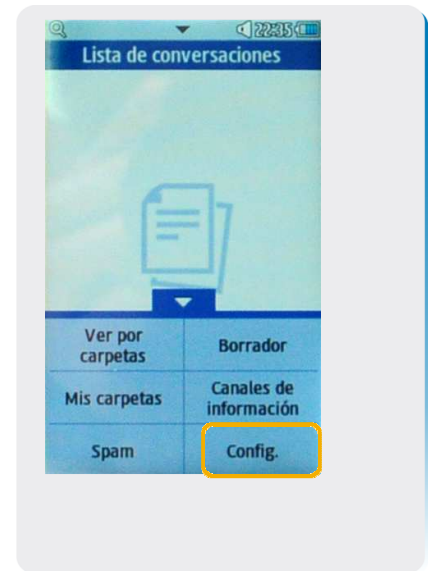 22:35
Lista de conversaciones
Ver por
carpetas
Borrador
Mis carpetas
Canales de
información
Spam
Config.